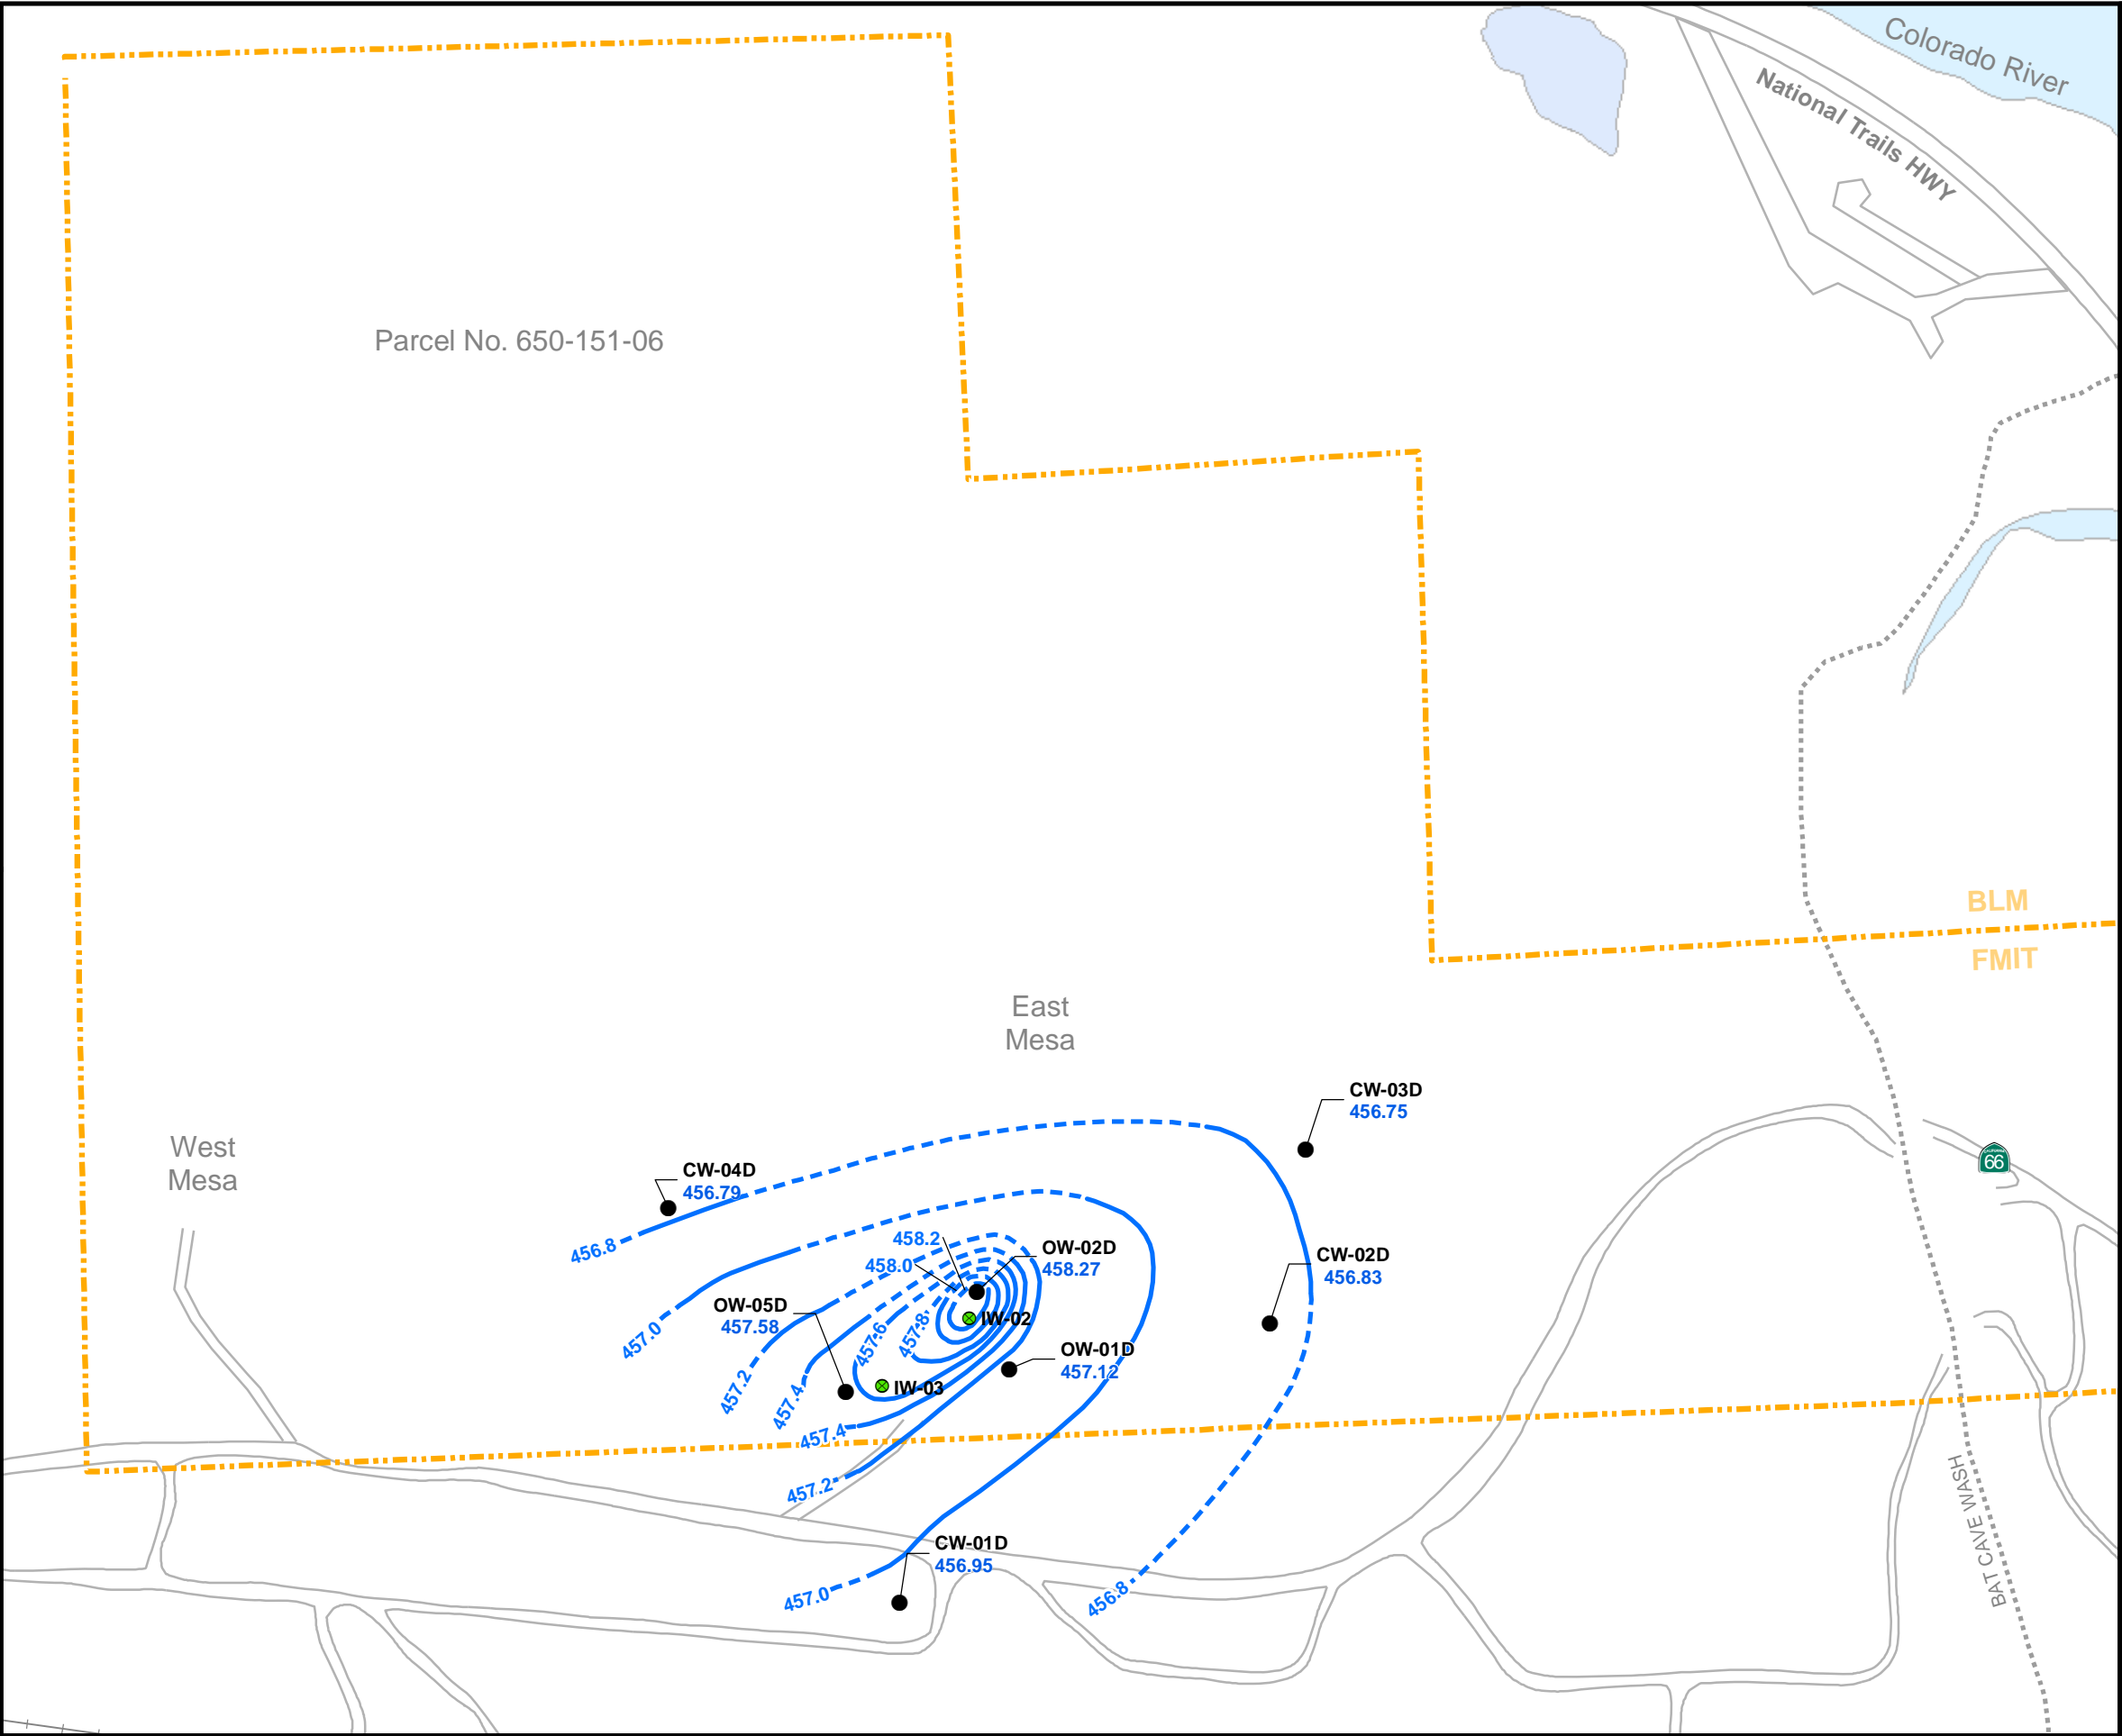 Colorado River
National Trails HWY
Parcel No. 650-151-06
BLM
FMIT
East
Mesa
West
Mesa
CW-03D
456.75
CALIFORNIA
66
CW-04D
456.79
456.8
458.2
458.0
OW-02D
458.27
CW-02D
456.83
OW-05D
457.58
IW-02
457.0
457.6
457.8
OW-01D
457.12
457.2
457.4
IW-03
457.4
457.2
CW-01D
456.95
457.0
456.8
BAT CAVE WASH